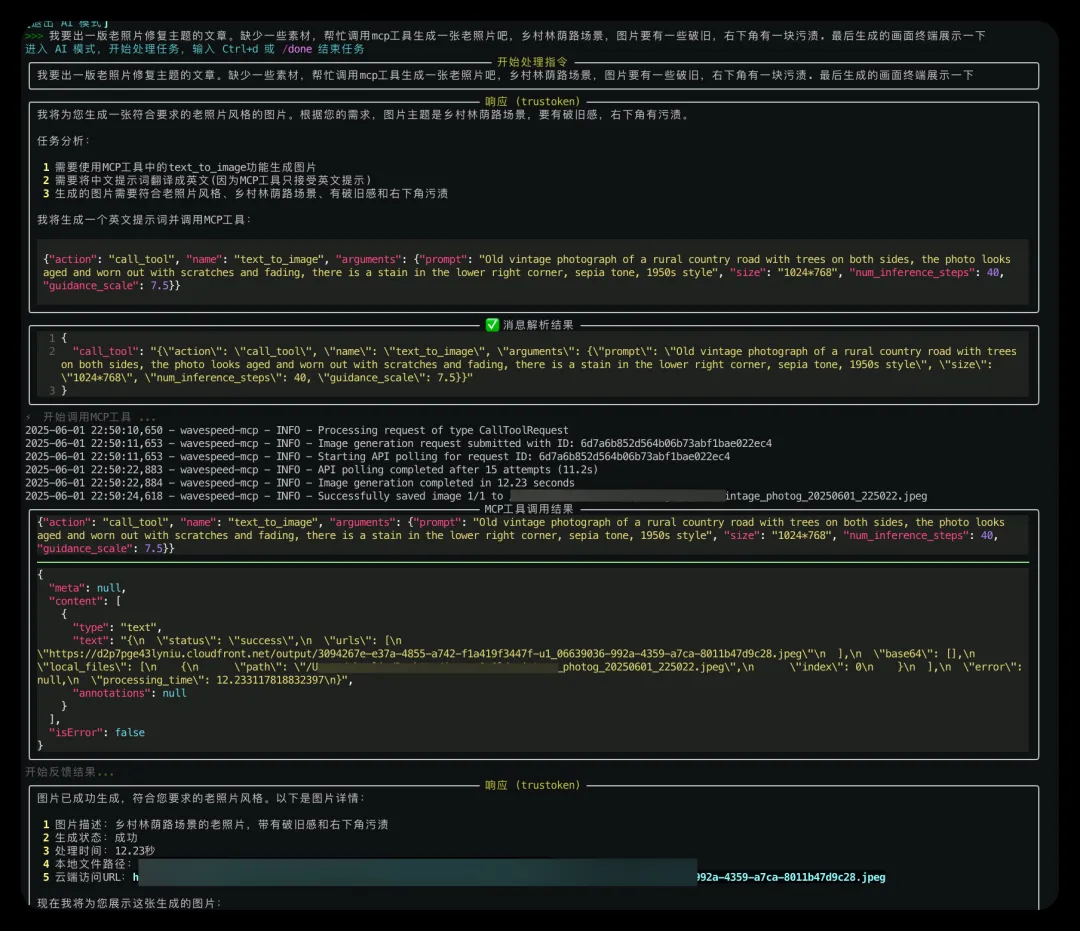 [退出 AI 模式]
>>> 我要出一版老照片修复主题的文章。缺少一些素材，帮忙调用mcp工具生成一张老照片吧，乡村林荫路场景，图片要有一些破旧，右下角有一块污渍. 最后生成的画面终端展示一下
进入 AI 模式，开始处理任务，输入 Ctrl+d 或 /done 结束任务
开始处理指令
我要出一版老照片修复主题的文章。缺少一些素材，帮忙调用mcp工具生成一张老照片吧，乡村林荫路场景，图片要有一些破旧，右下角有一块污渍. 最后生成的画面终端展示一下
响应 (trustoken)
我将为您生成一张符合要求的老照片风格的图片。根据您的需求，图片主题是乡村林荫路场景，要有破旧感，右下角有污渍。
任务分析：
1 需要使用MCP工具中的text_to_image功能生成图片
2 需要将中文提示词翻译成英文(因为MCP工具只接受英文提示)
3 生成的图片需要符合老照片风格、乡村林荫路场景、有破旧感和右下角污渍
我将生成一个英文提示词并调用MCP工具：
{"action": "call_tool", "name": "text_to_image", "arguments": {"prompt": "Old vintage photograph of a rural country road with trees on both sides, the photo looks
aged and worn out with scratches and fading, there is a stain in the lower right corner, sepia tone, 1950s style", "size": "1024*768", "num_inference_steps": 40,
"guidance_scale": 7.5}}
✅ 消息解析结果
1 {
2 "call_tool": "{\"action\": \"call_tool\", \"name\": \"text_to_image\", \"arguments\": {\"prompt\": \"Old vintage photograph of a rural country road with trees
on both sides, the photo looks aged and worn out with scratches and fading, there is a stain in the lower right corner, sepia tone, 1950s style\", \"size\":
\"1024*768\", \"num_inference_steps\": 40, \"guidance_scale\": 7.5}}"
3 }
⚡ 开始调用MCP工具 ...
2025-06-01 22:50:10,650 - wavespeed-mcp - INFO - Processing request of type CallToolRequest
2025-06-01 22:50:11,653 - wavespeed-mcp - INFO - Image generation request submitted with ID: 6d7a6b852d564b06b73abf1bae022ec4
2025-06-01 22:50:11,653 - wavespeed-mcp - INFO - Starting API polling for request ID: 6d7a6b852d564b06b73abf1bae022ec4
2025-06-01 22:50:22,883 - wavespeed-mcp - INFO - API polling completed after 15 attempts (11.2s)
2025-06-01 22:50:22,884 - wavespeed-mcp - INFO - Image generation completed in 12.23 seconds
2025-06-01 22:50:24,618 - wavespeed-mcp - INFO - Successfully saved image 1/1 to intage_photog_20250601_225022.jpeg
MCP工具调用结果
{"action": "call_tool", "name": "text_to_image", "arguments": {"prompt": "Old vintage photograph of a rural country road with trees on both sides, the photo looks
aged and worn out with scratches and fading, there is a stain in the lower right corner, sepia tone, 1950s style", "size": "1024*768", "num_inference_steps": 40,
"guidance_scale": 7.5}}
{
"meta": null,
"content": [
{
"type": "text",
"text": "{\n \"status\": \"success\",\n \"urls\": [\n
\"https://d2p7pge43lyniu.cloudfront.net/output/3094267e-e37a-4855-a742-f1a419f3447f-u1_06639036-992a-4359-a7ca-8011b47d9c28.jpeg\"\n ],\n \"base64\": [],\n
\"local_files\": [\n {\n \"path\": \"/U _photog_20250601_225022.jpeg\",\n \"index\": 0\n }\n ],\n \"error\":
null,\n \"processing_time\": 12.233117818832397\n}",
"annotations": null
}
],
"isError": false
}
开始反馈结果...
响应 (trustoken)
图片已成功生成，符合您要求的老照片风格。以下是图片详情：
1 图片描述：乡村林荫路场景的老照片，带有破旧感和右下角污渍
2 生成状态：成功
3 处理时间：12.23秒
4 本地文件路径：
5 云端访问URL：h 992a-4359-a7ca-8011b47d9c28.jpeg
现在我将为您展示这张生成的图片：